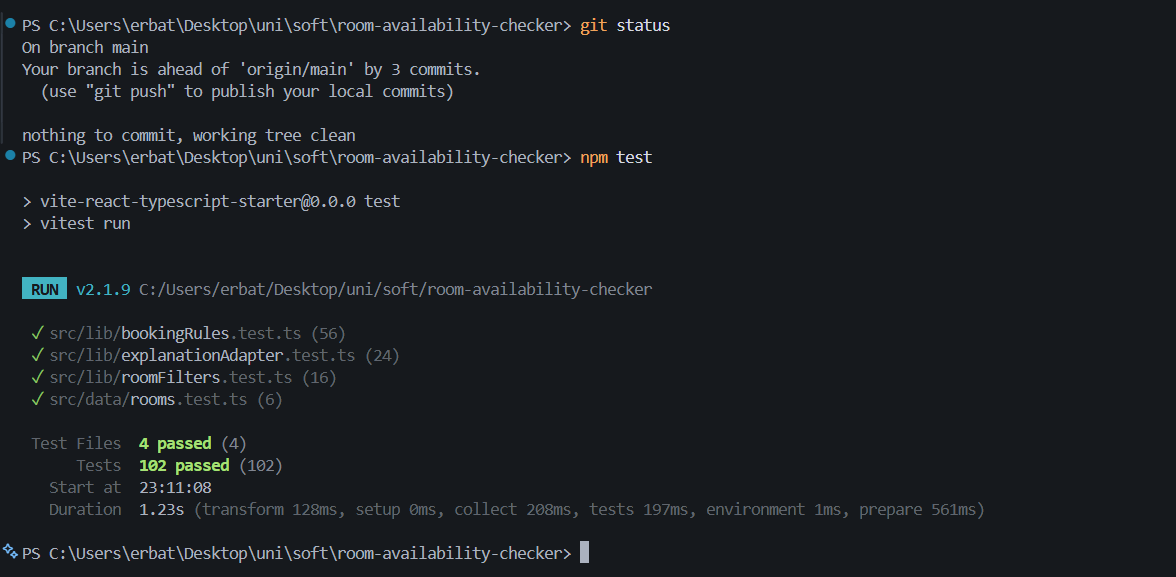 PS C:\Users\erbat\Desktop\uni\soft\room-availability-checker> git status
On branch main
Your branch is ahead of 'origin/main' by 3 commits.
  (use "git push" to publish your local commits)
nothing to commit, working tree clean
PS C:\Users\erbat\Desktop\uni\soft\room-availability-checker> npm test
> vite-react-typescript-starter@0.0.0 test
> vitest run
RUN v2.1.9 C:/Users/erbat/Desktop/uni/soft/room-availability-checker
✓ src/lib/bookingRules.test.ts (56)
✓ src/lib/explanationAdapter.test.ts (24)
✓ src/lib/roomFilters.test.ts (16)
✓ src/data/rooms.test.ts (6)
Test Files 4 passed (4)
Tests 102 passed (102)
Start at 23:11:08
Duration 1.23s (transform 128ms, setup 0ms, collect 208ms, tests 197ms, environment 1ms, prepare 561ms)
PS C:\Users\erbat\Desktop\uni\soft\room-availability-checker>